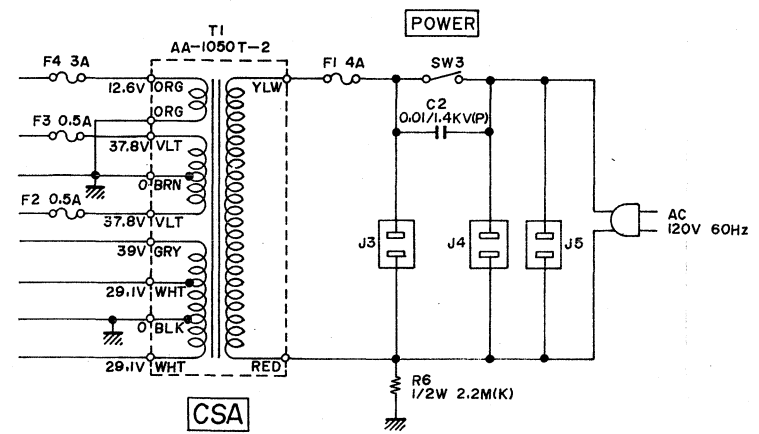 POWER
T1
AA-1050T-2
F4 3A
F1 4A
SW3
12.6V ORG
YLW
ORG
C2
0.01/1.4KV(P)
F3 0.5A
37.8V VLT
0 BRN
F2 0.5A
37.8V VLT
AC
120V 60Hz
J3
J4
J5
39V GRY
29.1V WHT
0 BLK
29.1V WHT
RED
R6
1/2W 2.2M(K)
CSA